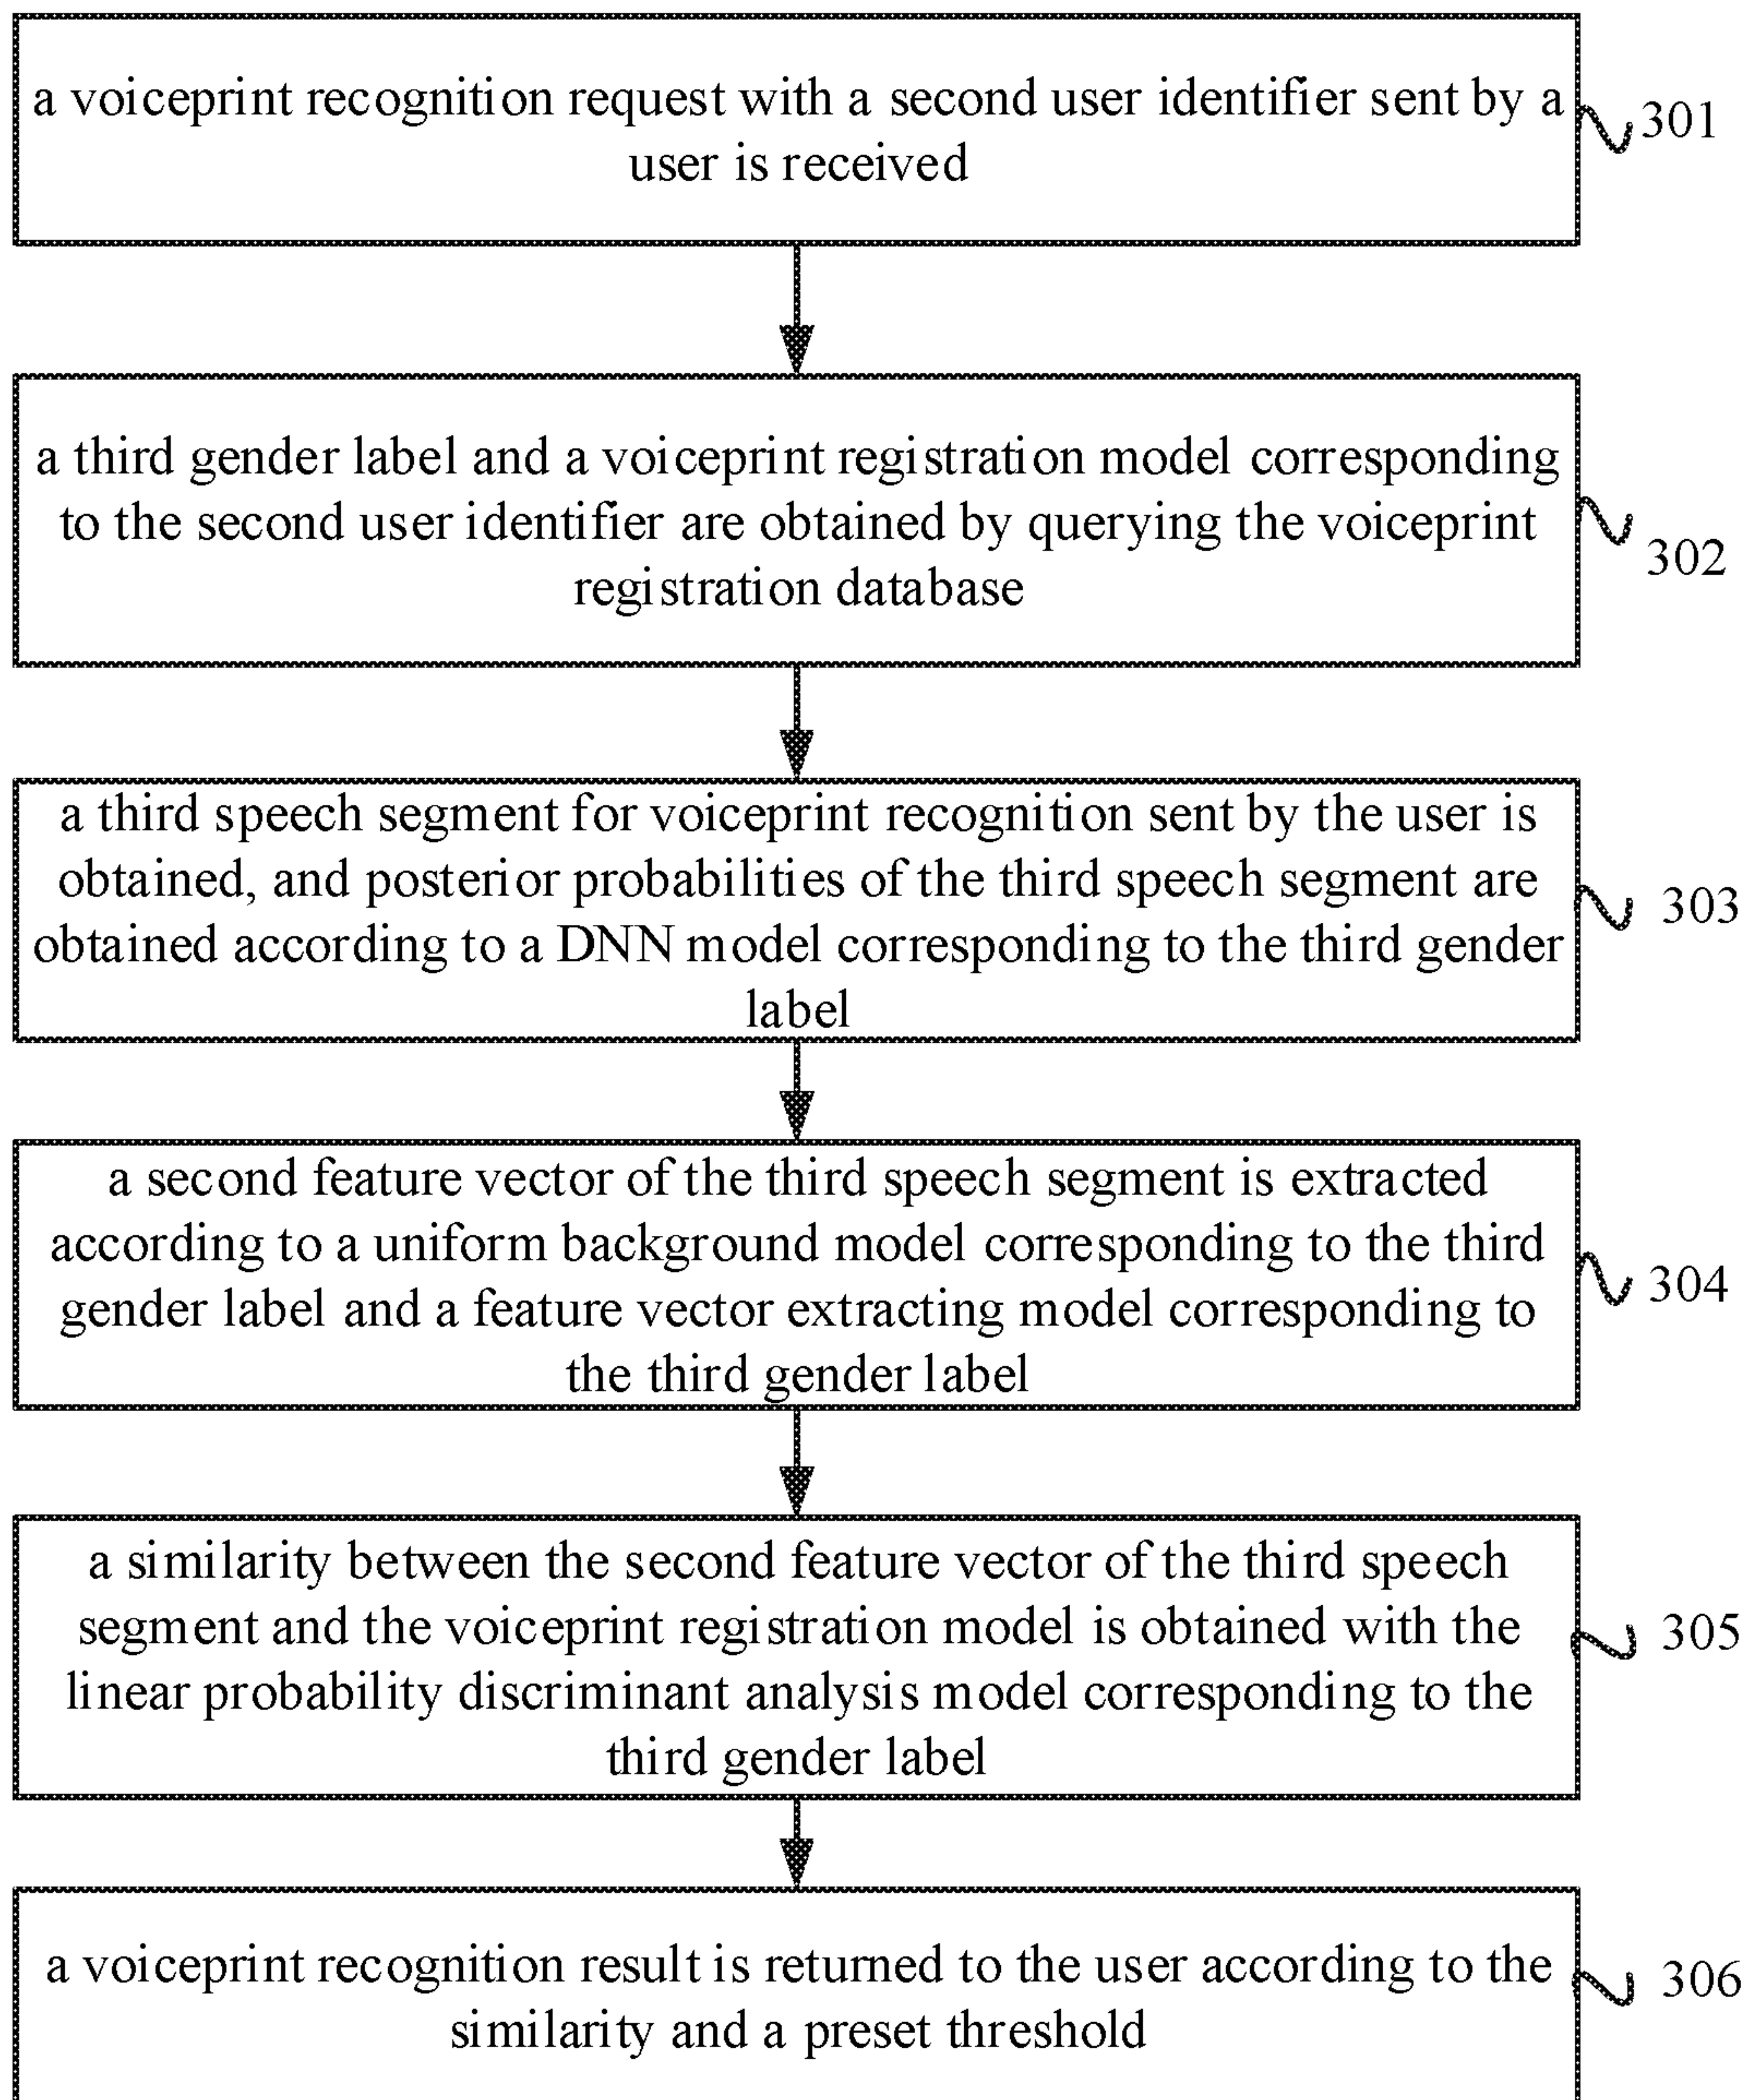 a voiceprint recognition request with a second user identifier sent by a
user is received
301
a third gender label and a voiceprint registration model corresponding
to the second user identifier are obtained by querying the voiceprint
registration database
302
a third speech segment for voiceprint recognition sent by the user is
obtained, and posterior probabilities of the third speech segment are
obtained according to a DNN model corresponding to the third gender
label
303
a second feature vector of the third speech segment is extracted
according to a uniform background model corresponding to the third
gender label and a feature vector extracting model corresponding to
the third gender label
304
a similarity between the second feature vector of the third speech
segment and the voiceprint registration model is obtained with the
linear probability discriminant analysis model corresponding to the
third gender label
305
a voiceprint recognition result is returned to the user according to the
similarity and a preset threshold
306